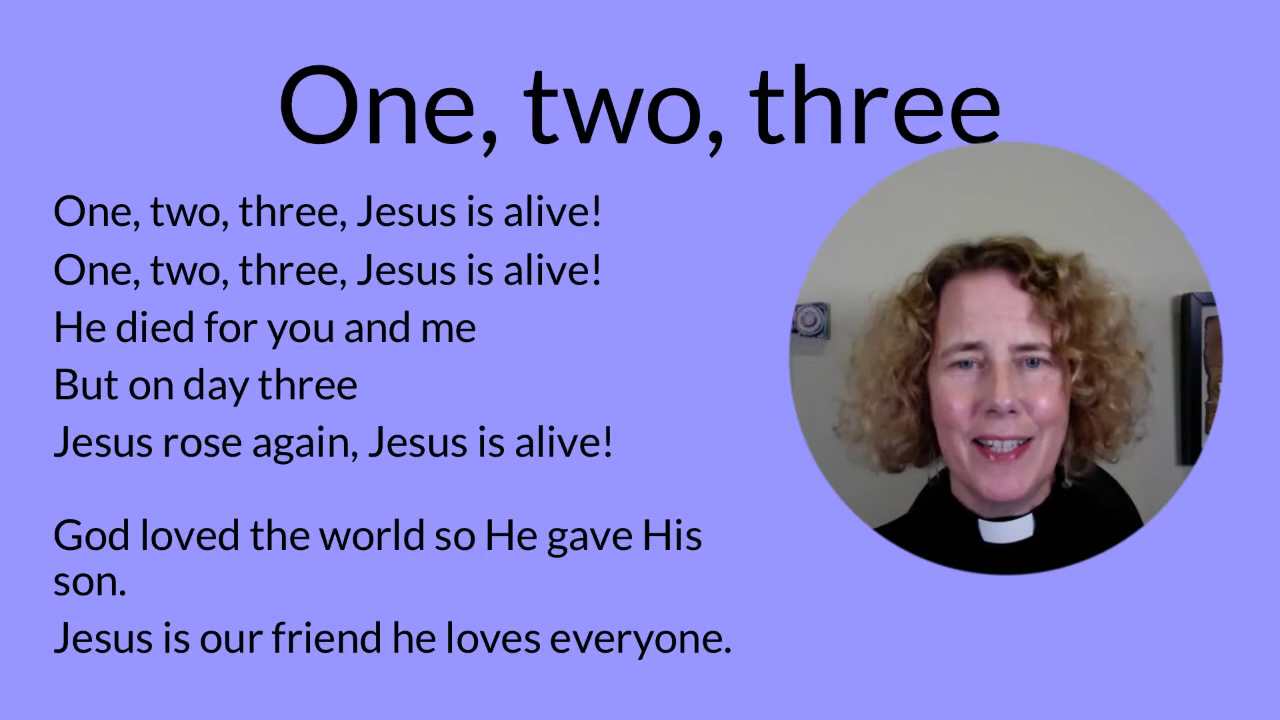 One, two, three
One, two, three, Jesus is alive!
One, two, three, Jesus is alive!
He died for you and me
But on day three
Jesus rose again, Jesus is alive!
God loved the world so He gave His
son.
Jesus is our friend he loves everyone.